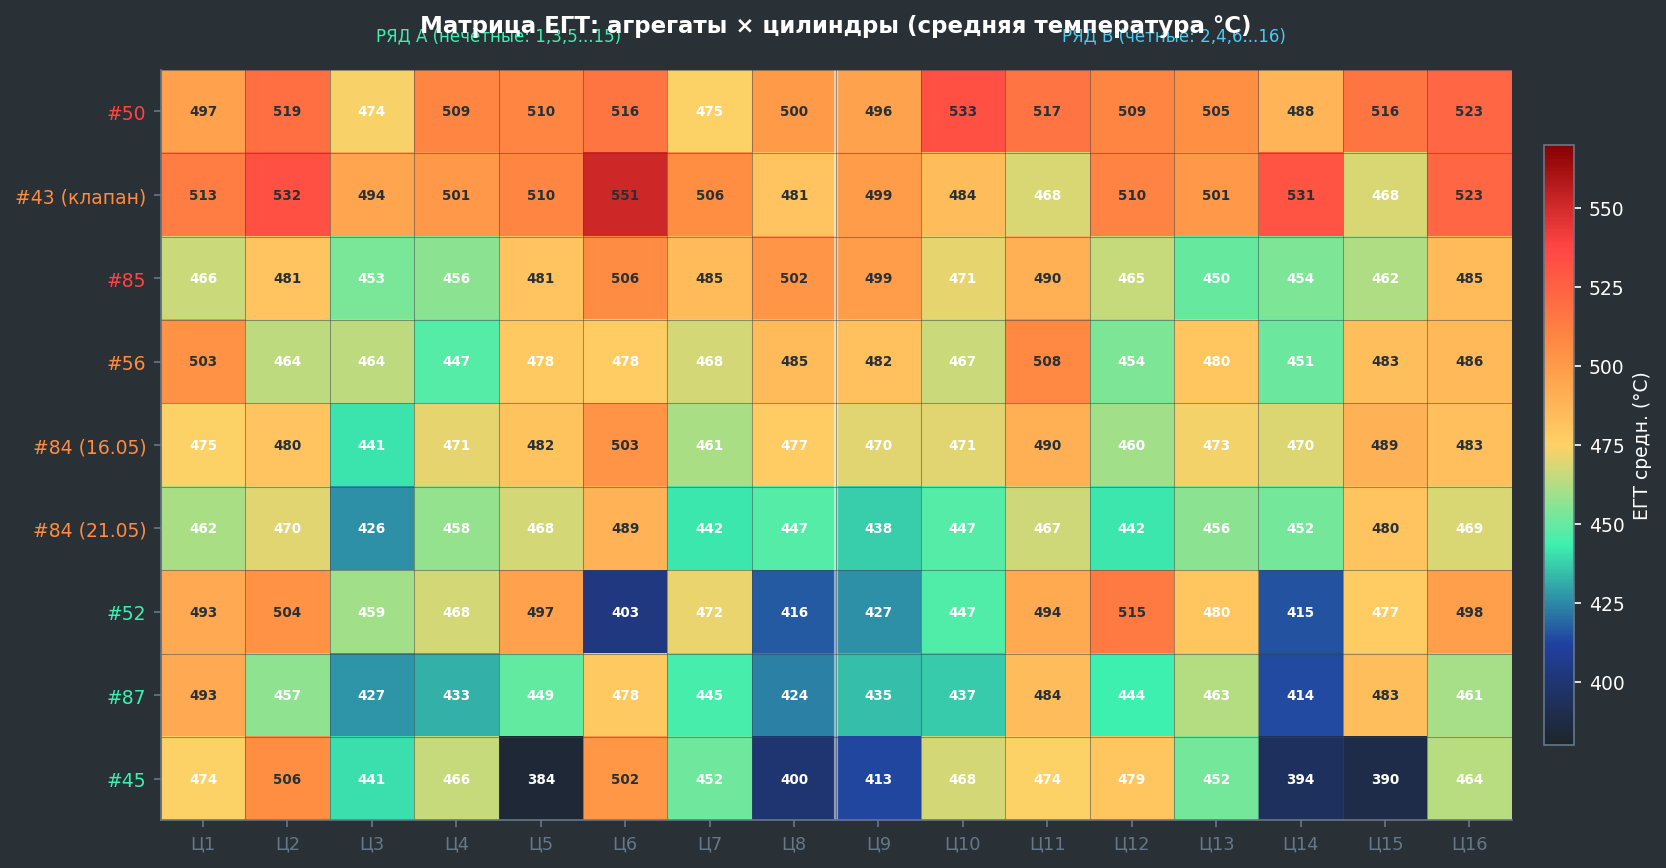 Матрица ЕГТ: агрегаты × цилиндры (средняя температура °C)
РЯД А (нечётные: 1,3,5...15)
РЯД В (чётные: 2,4,6...16)
#50 497 519 474 509 510 516 475 500 496 533 517 509 505 488 516 523
#43 (клапан) 513 532 494 501 510 551 506 481 499 484 468 510 501 531 468 523
#85 466 481 453 456 481 506 485 502 499 471 490 465 450 454 462 485
#56 503 464 464 447 478 478 468 485 482 467 508 454 480 451 483 486
#84 (16.05) 475 480 441 471 482 503 461 477 470 471 490 460 473 470 489 483
#84 (21.05) 462 470 426 458 468 489 442 447 438 447 467 442 456 452 480 469
#52 493 504 459 468 497 403 472 416 427 447 494 515 480 415 477 498
#87 493 457 427 433 449 478 445 424 435 437 484 444 463 414 483 461
#45 474 506 441 466 384 502 452 400 413 468 474 479 452 394 390 464
Ц1 Ц2 Ц3 Ц4 Ц5 Ц6 Ц7 Ц8 Ц9 Ц10 Ц11 Ц12 Ц13 Ц14 Ц15 Ц16
550
525
500
475
450
425
400
ЕГТ средн. (°C)